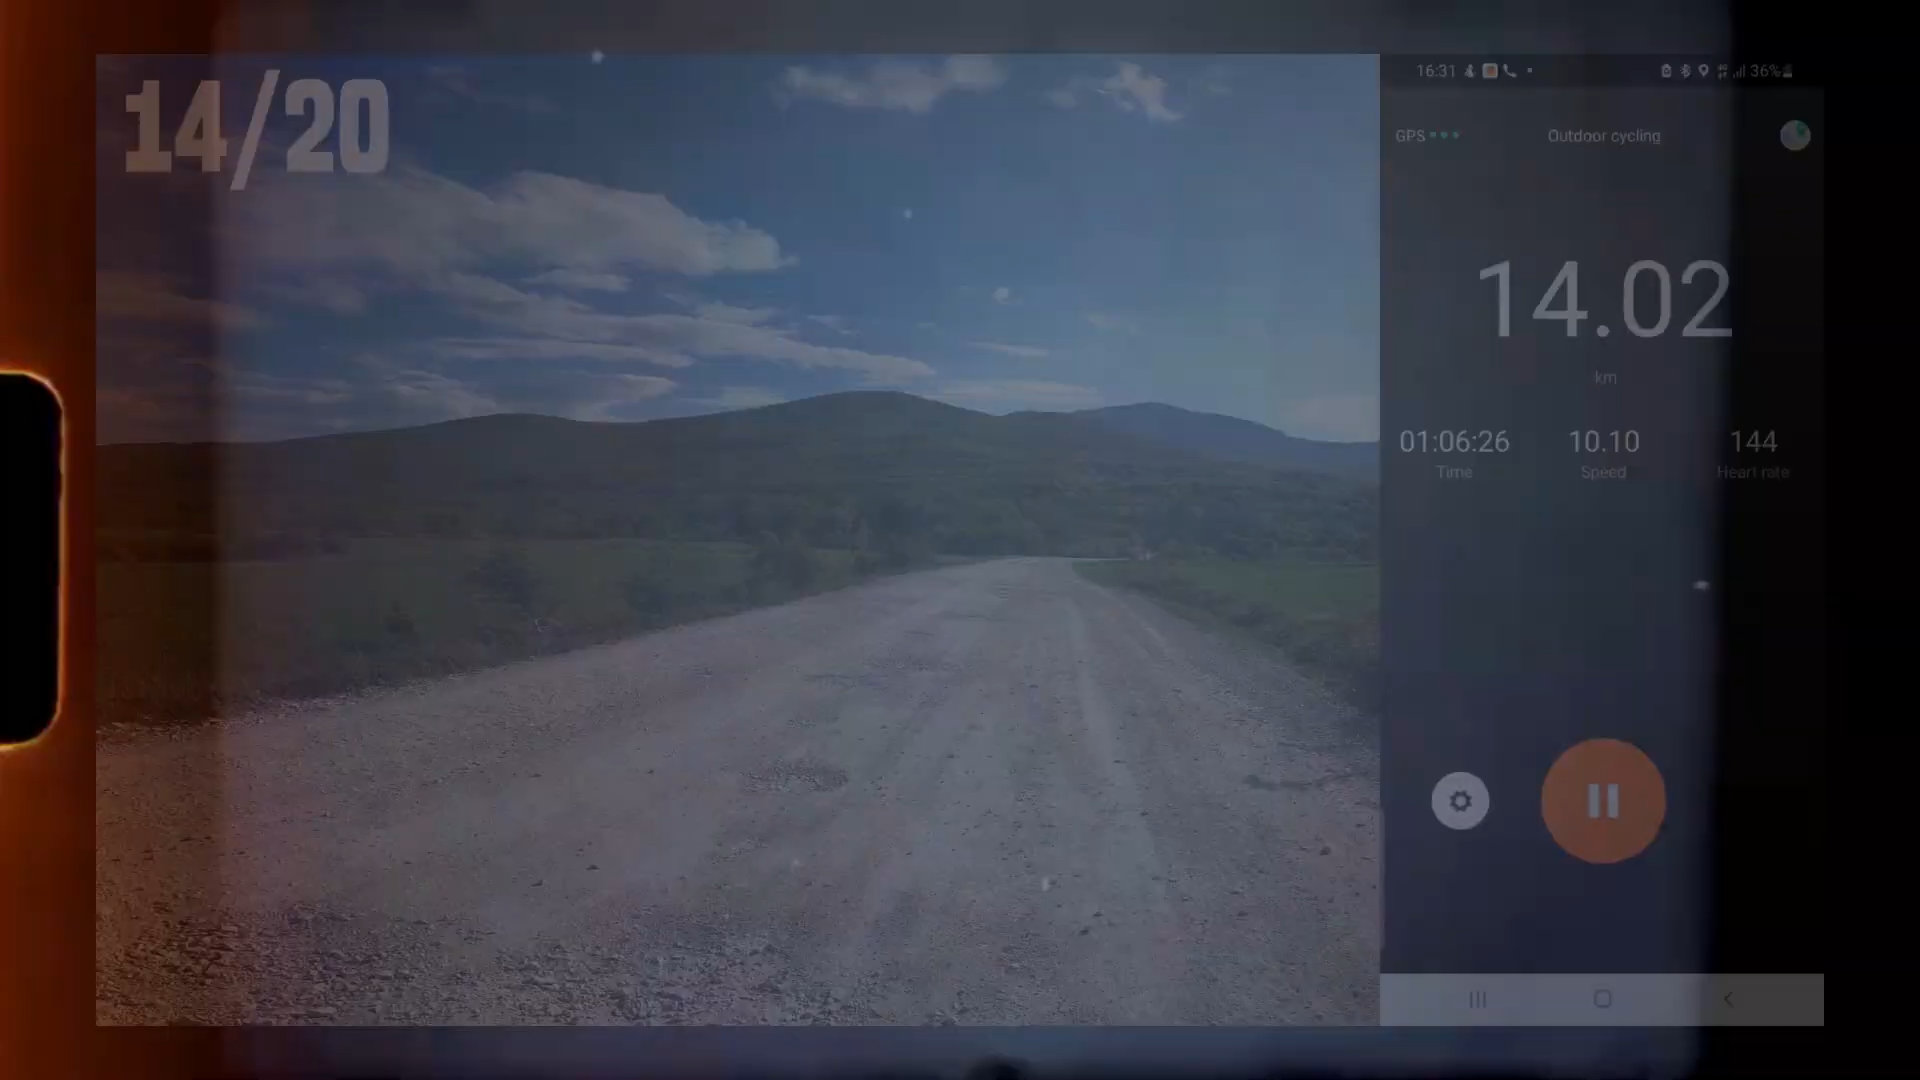 14/20
16:31 36%
GPS Outdoor cycling
14.02
km
01:06:26 10.10 144
Time Speed Heart rate